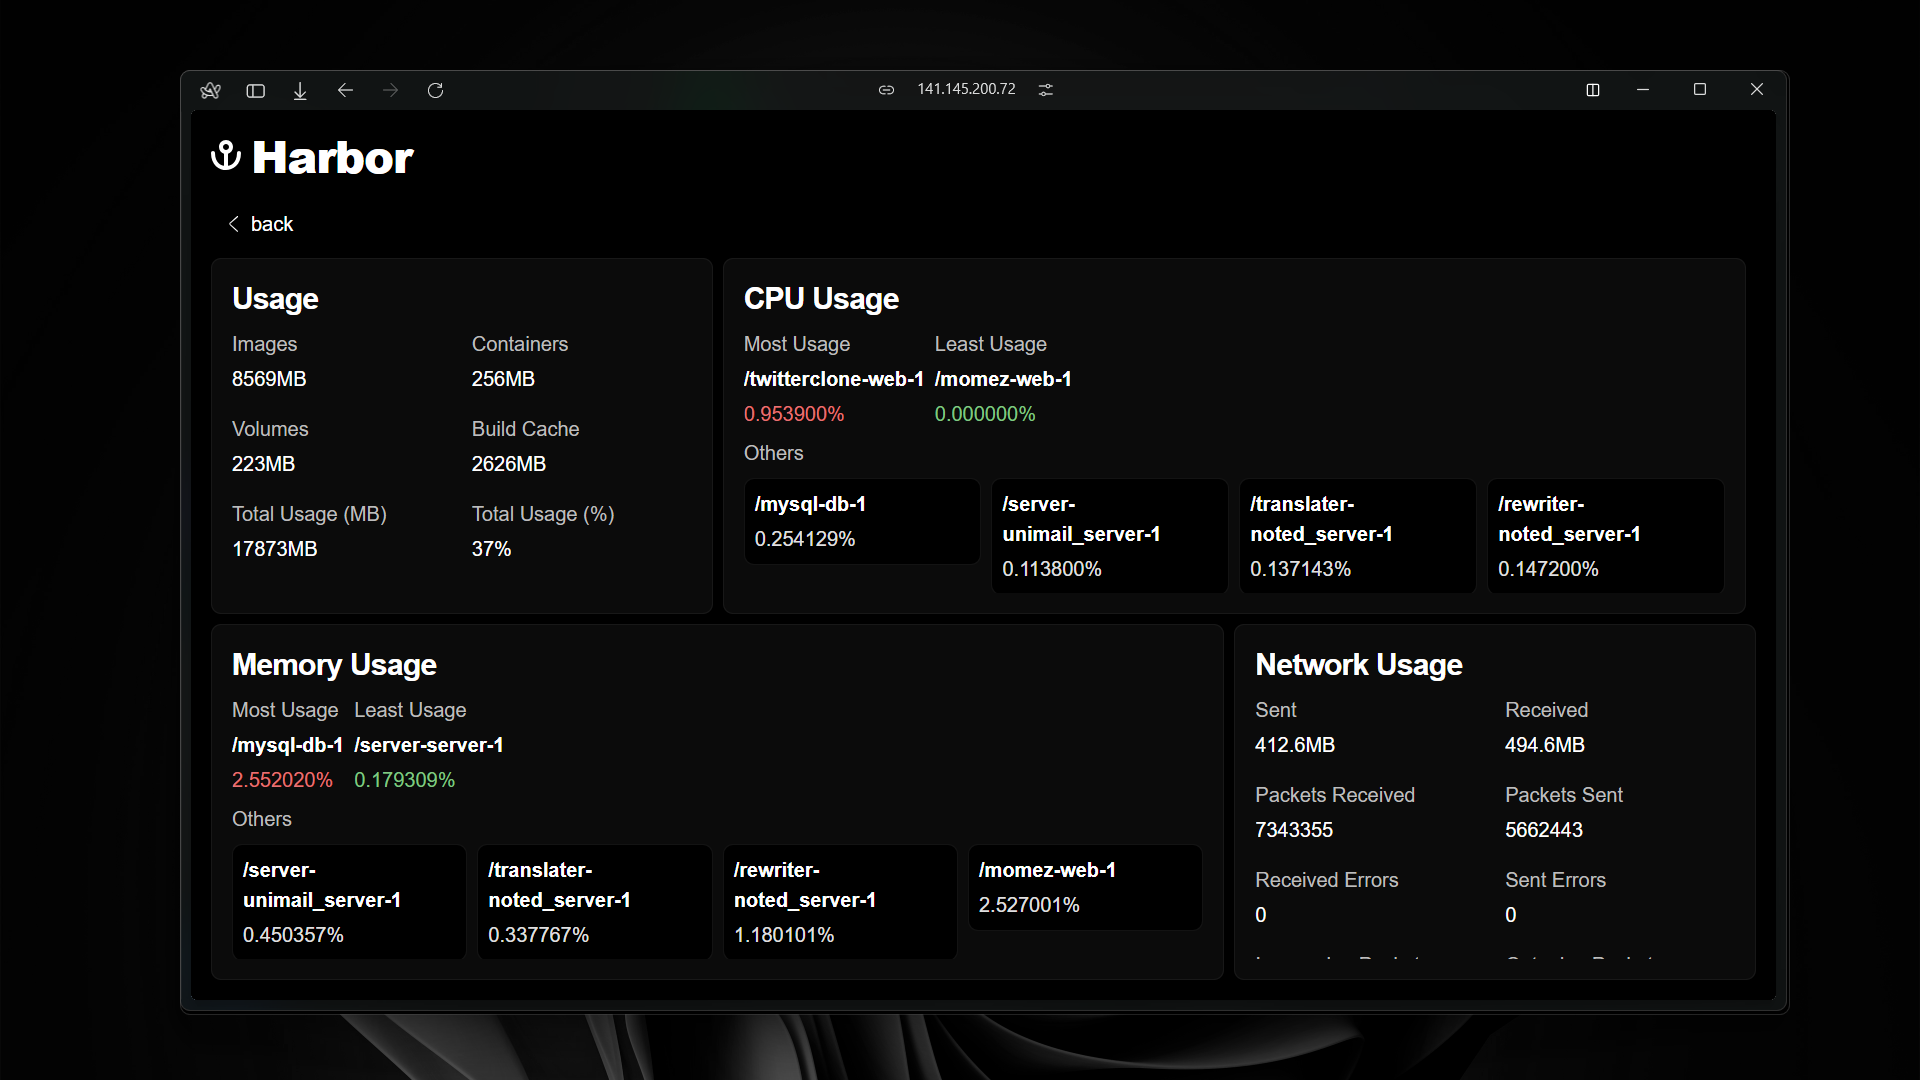 141.145.200.72
Harbor
back
Usage
Images
Containers
8569MB
256MB
Volumes
Build Cache
223MB
2626MB
Total Usage (MB)
Total Usage (%)
17873MB
37%
CPU Usage
Most Usage
Least Usage
/twitterclone-web-1
/momez-web-1
0.953900%
0.000000%
Others
/mysql-db-1
0.254129%
/server-
unimail_server-1
0.113800%
/translater-
noted_server-1
0.137143%
/rewriter-
noted_server-1
0.147200%
Memory Usage
Most Usage
Least Usage
/mysql-db-1
/server-server-1
2.552020%
0.179309%
Others
/server-
unimail_server-1
0.450357%
/translater-
noted_server-1
0.337767%
/rewriter-
noted_server-1
1.180101%
/momez-web-1
2.527001%
Network Usage
Sent
Received
412.6MB
494.6MB
Packets Received
Packets Sent
7343355
5662443
Received Errors
Sent Errors
0
0